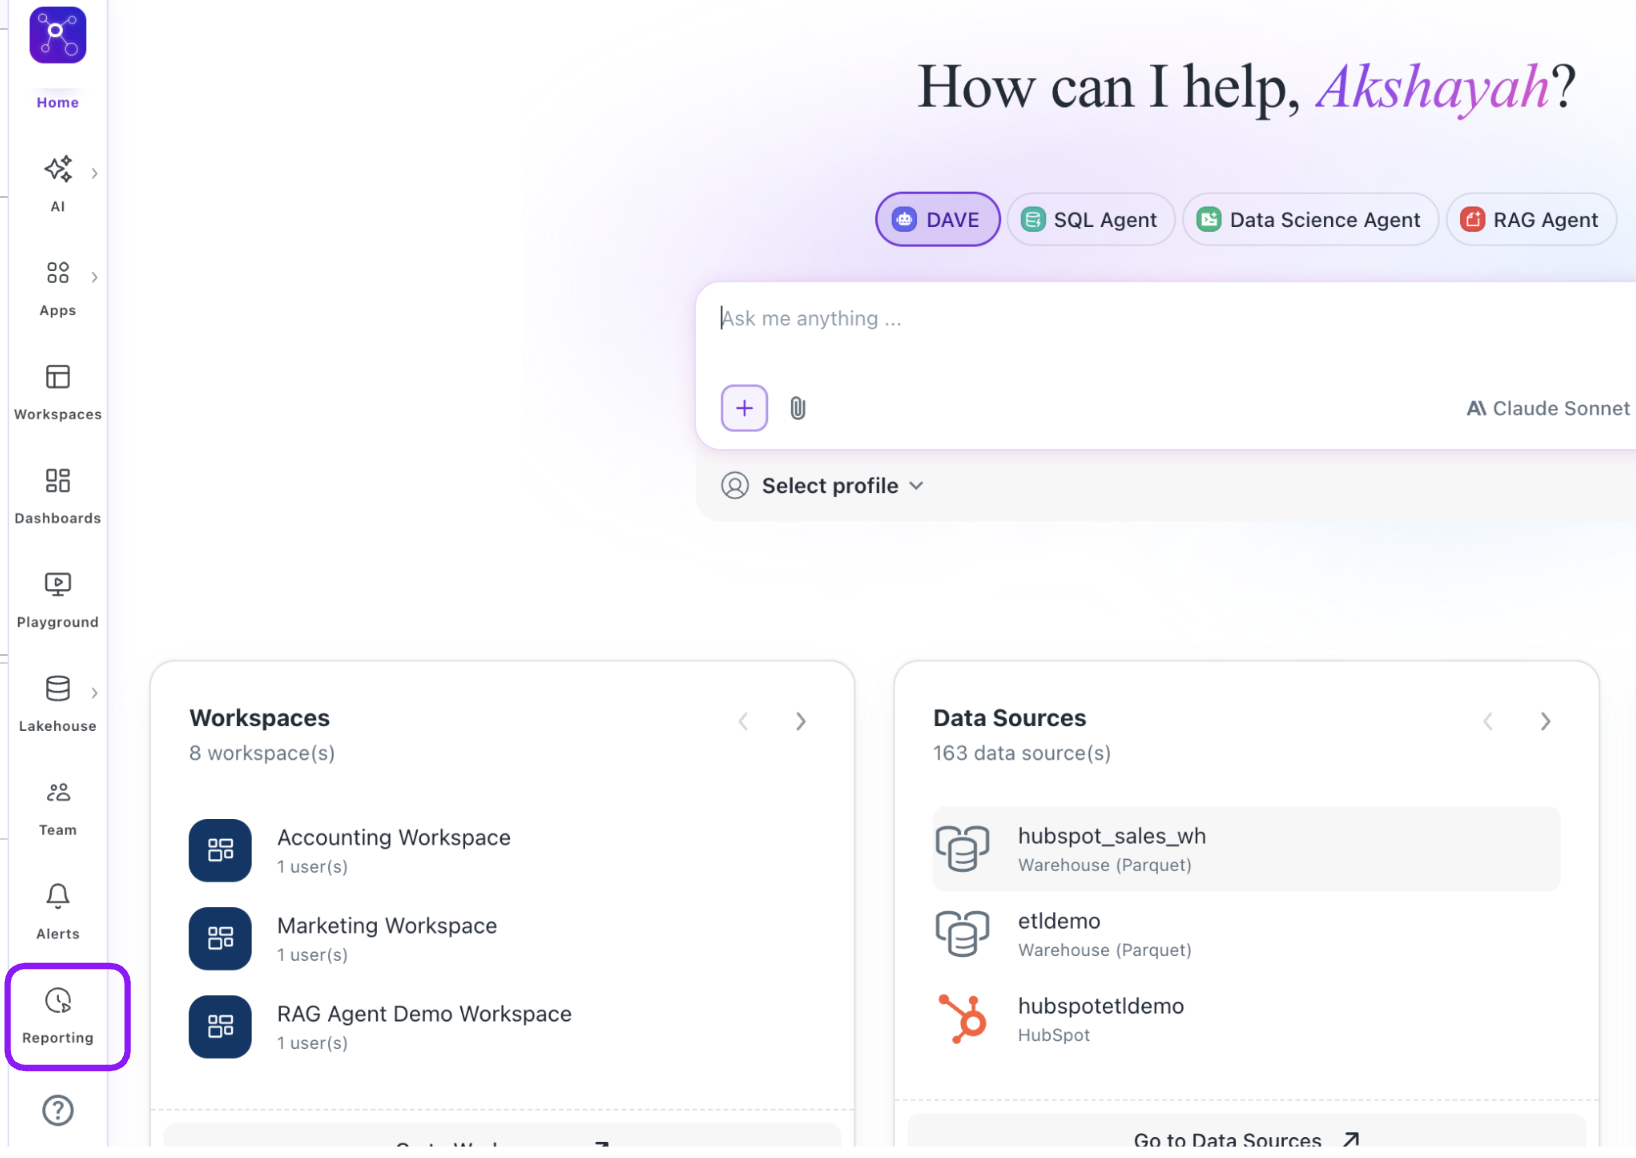 Home
AI
Apps
Workspaces
Dashboards
Playground
Lakehouse
Team
Alerts
Reporting
How can I help, Akshayah?
DAVE
SQL Agent
Data Science Agent
RAG Agent
Ask me anything ...
Claude Sonnet
Select profile
Workspaces
8 workspace(s)
Accounting Workspace
1 user(s)
Marketing Workspace
1 user(s)
RAG Agent Demo Workspace
1 user(s)
Data Sources
163 data source(s)
hubspot_sales_wh
Warehouse (Parquet)
etldemo
Warehouse (Parquet)
hubspotetldemo
HubSpot
Go to Data Sources